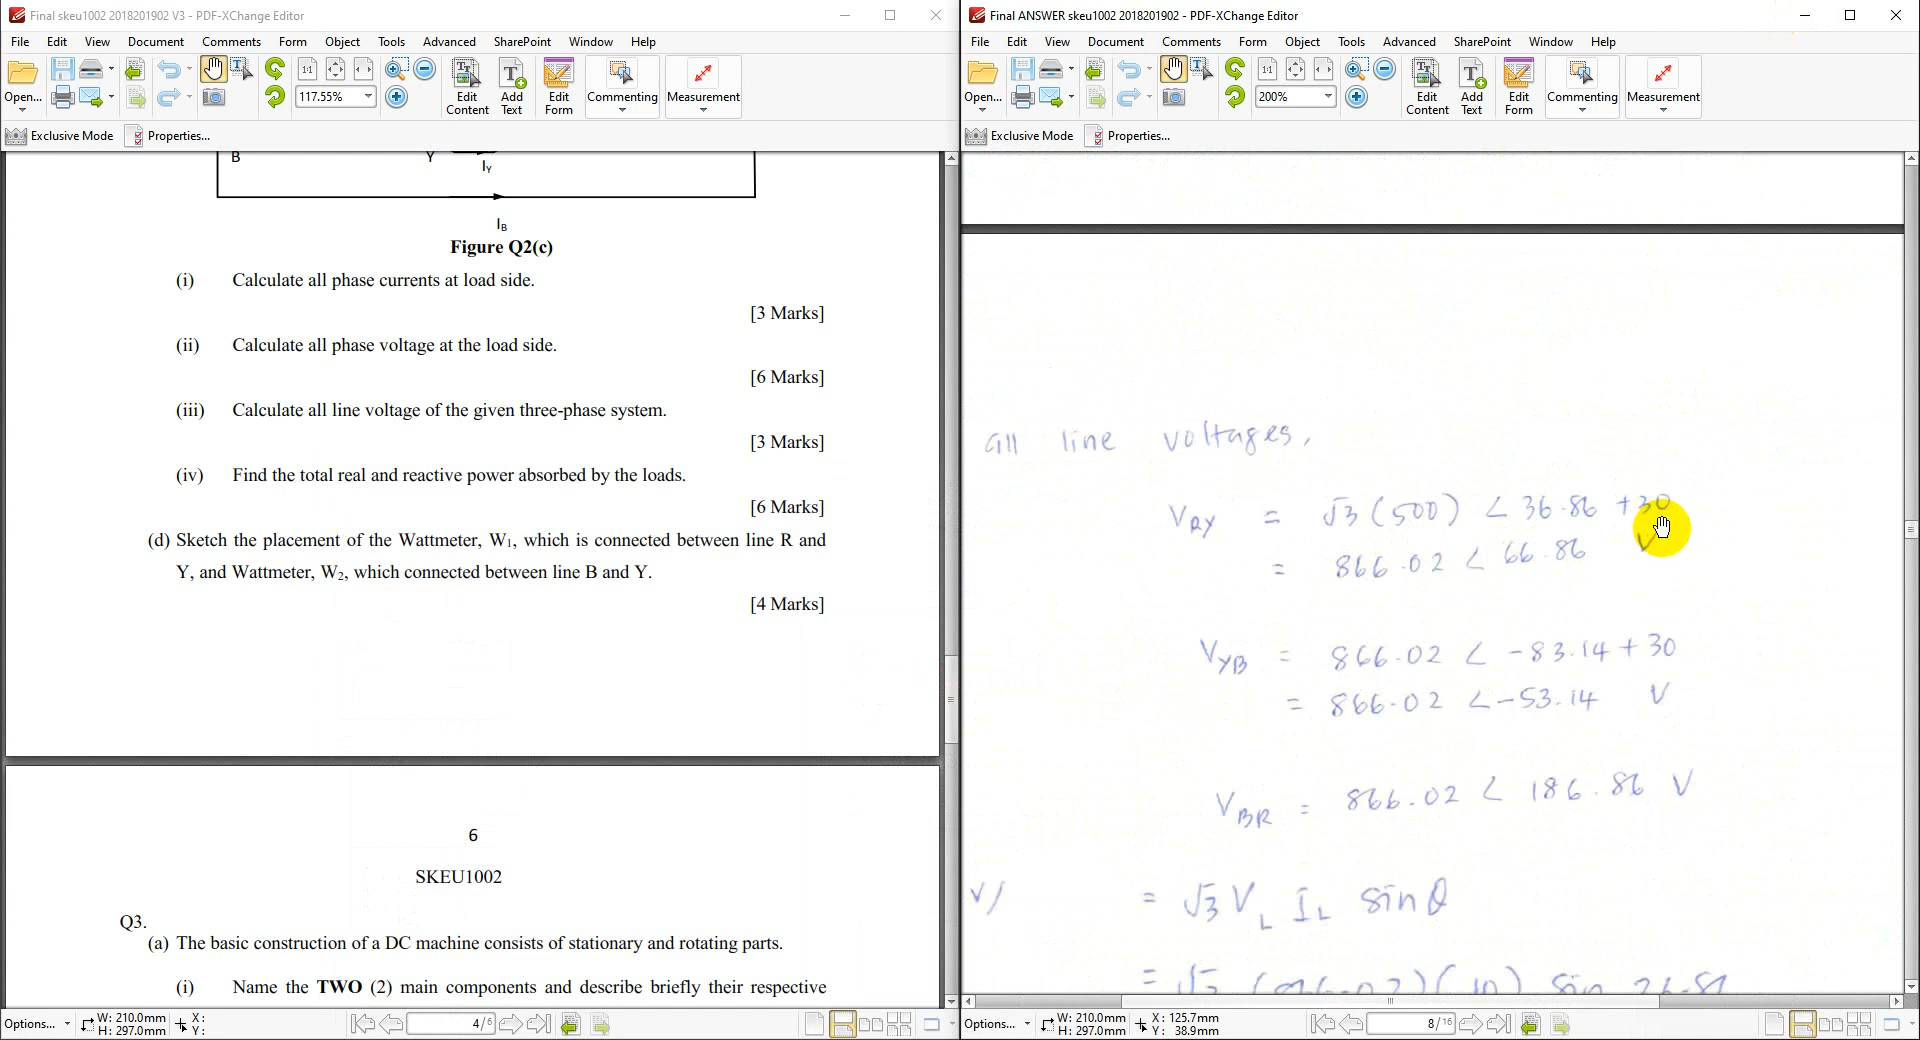 Final skeu1002 2018201902 V3 - PDF-XChange Editor
File Edit View Document Comments Form Object Tools Advanced SharePoint Window Help
Open... 117.55% Edit Content Add Text Edit Form Commenting Measurement
Exclusive Mode Properties...
B Y I_Y
I_B
Figure Q2(c)
(i) Calculate all phase currents at load side.
[3 Marks]
(ii) Calculate all phase voltage at the load side.
[6 Marks]
(iii) Calculate all line voltage of the given three-phase system.
[3 Marks]
(iv) Find the total real and reactive power absorbed by the loads.
[6 Marks]
(d) Sketch the placement of the Wattmeter, W₁, which is connected between line R and
Y, and Wattmeter, W₂, which connected between line B and Y.
[4 Marks]
6
SKEU1002
Q3.
(a) The basic construction of a DC machine consists of stationary and rotating parts.
(i) Name the TWO (2) main components and describe briefly their respective
Options... W: 210.0mm H: 297.0mm X: Y: 4/6
Final ANSWER skeu1002 2018201902 - PDF-XChange Editor
File Edit View Document Comments Form Object Tools Advanced SharePoint Window Help
Open... 1:1 200% Edit Content Add Text Edit Form Commenting Measurement
Exclusive Mode Properties...
all line voltages,
V_RY = √3 (500) ∠ 36.86 +30
= 866.02 ∠ 66.86 V
V_YB = 866.02 ∠ -83.14 + 30
= 866.02 ∠ -53.14 V
V_BR = 866.02 ∠ 186.86 V
v/ = √3 V_L I_L sin θ
Options... W: 210.0mm H: 297.0mm X: 125.7mm Y: 38.9mm 8/16